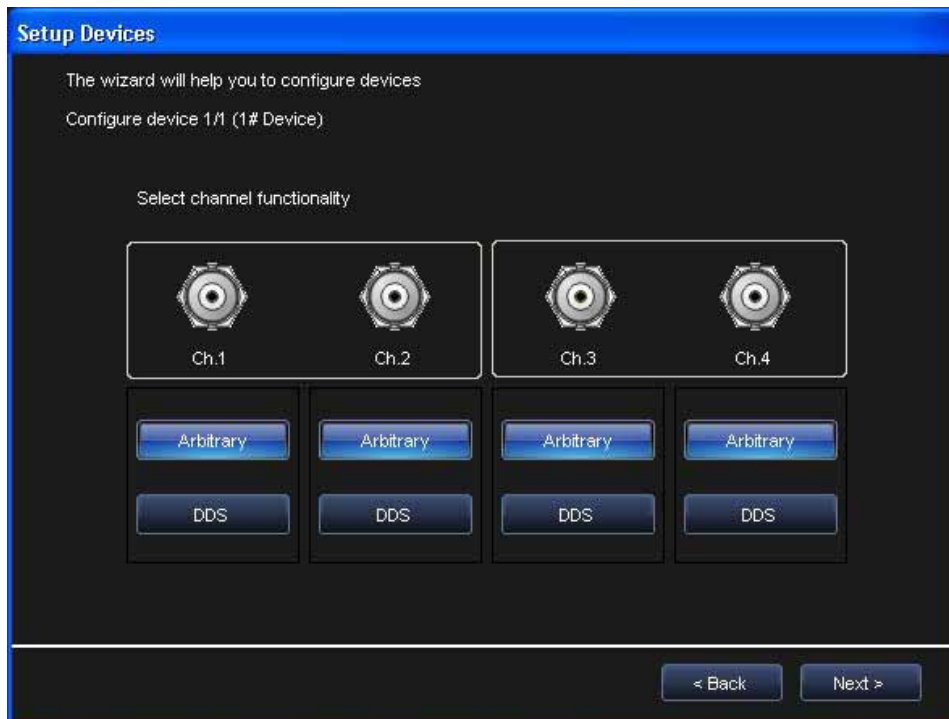 Setup Devices
The wizard will help you to configure devices
Configure device 1/1 (1# Device)
Select channel functionality
Ch.1 Ch.2 Ch.3 Ch.4
Arbitrary Arbitrary Arbitrary Arbitrary
DDS DDS DDS DDS
< Back Next >